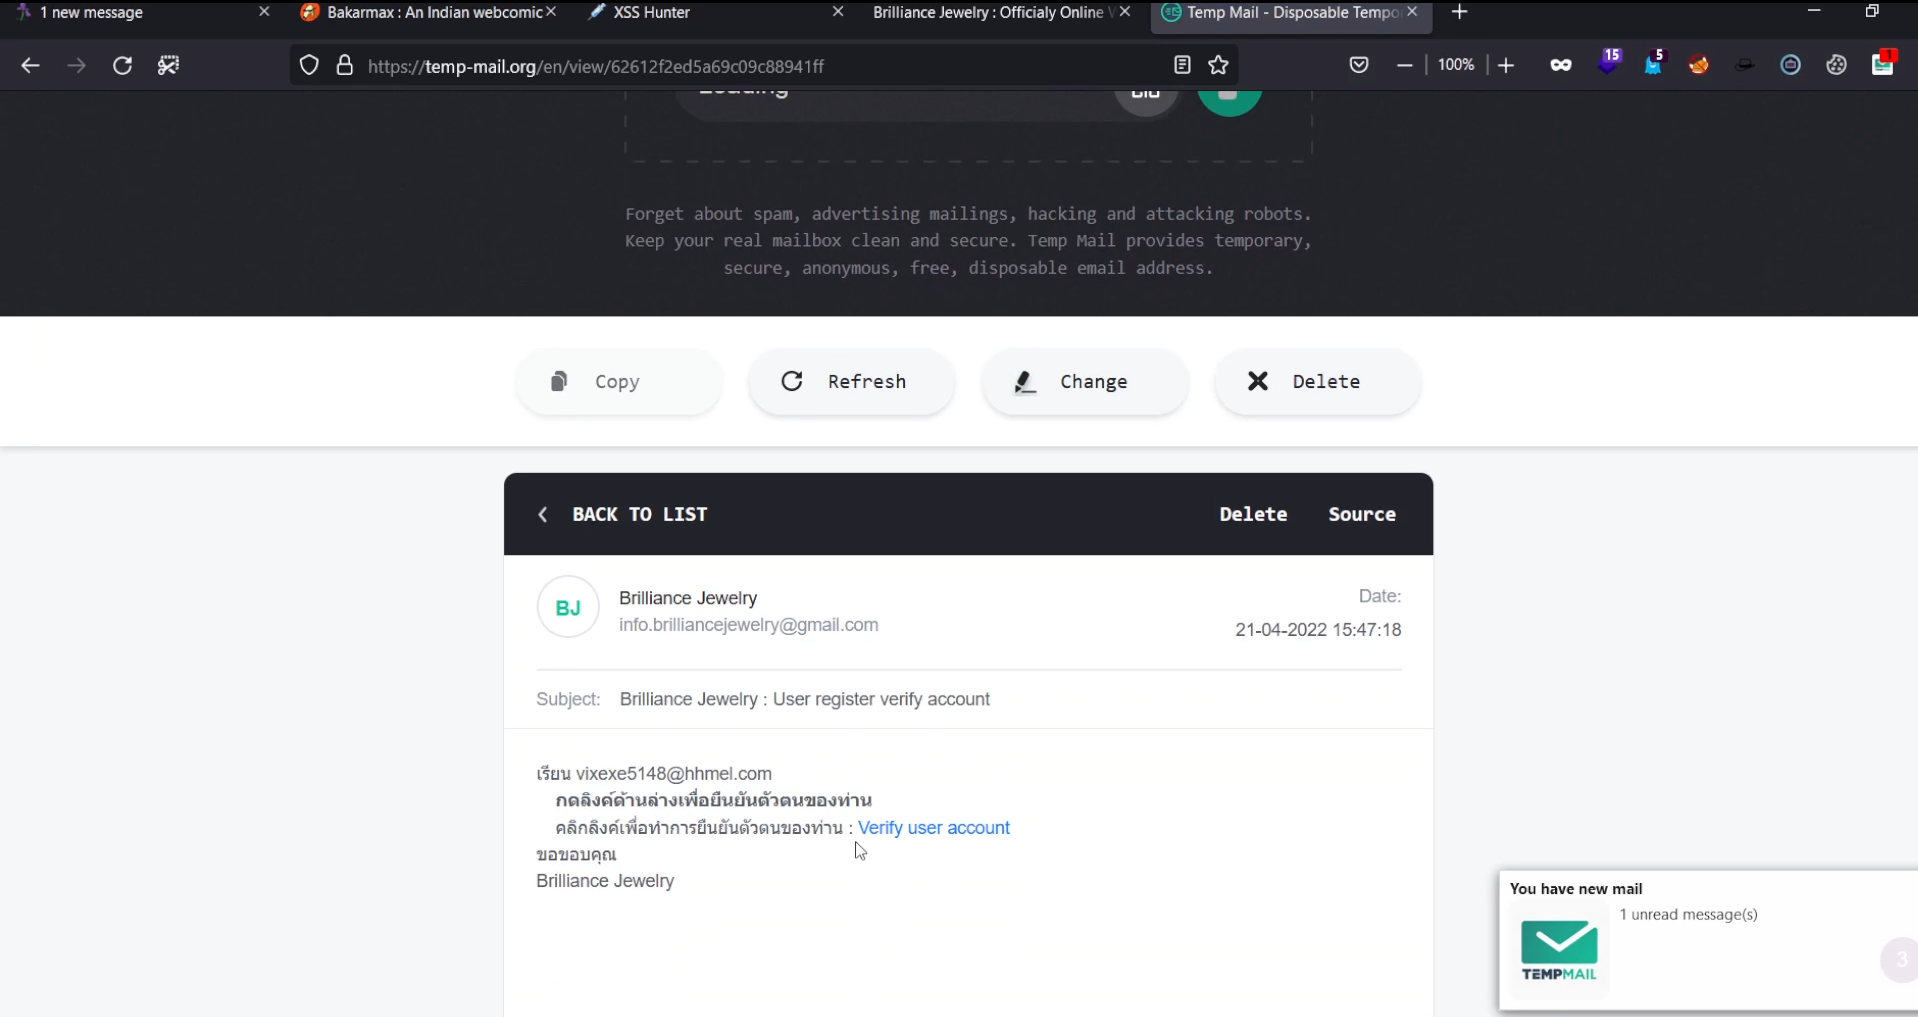 1 new message
Bakarmax : An Indian webcomic
XSS Hunter
Brilliance Jewelry : Officialy Online
Temp Mail - Disposable Tempo
https://temp-mail.org/en/view/62612f2ed5a69c09c88941ff
100%
15
5
1
Loading
Forget about spam, advertising mailings, hacking and attacking robots.
Keep your real mailbox clean and secure. Temp Mail provides temporary,
secure, anonymous, free, disposable email address.
Copy
Refresh
Change
Delete
BACK TO LIST
Delete
Source
BJ
Brilliance Jewelry
info.brilliancejewelry@gmail.com
Date:
21-04-2022 15:47:18
Subject: Brilliance Jewelry : User register verify account
เรียน vixexe5148@hhmel.com
กดลิงค์ด้านล่างเพื่อยืนยันตัวตนของท่าน
คลิกลิงค์เพื่อทำการยืนยันตัวตนของท่าน : Verify user account
ขอขอบคุณ
Brilliance Jewelry
You have new mail
1 unread message(s)
TEMPMAIL
3